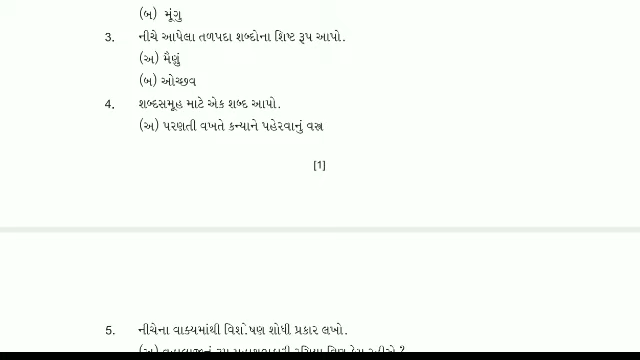 (બ) મૂંગુ
3. નીચે આપેલા તળપદા શબ્દોના શિષ્ટ રૂપ આપો.
(અ) મૈણું
(બ) ઓચ્છવ
4. શબ્દસમૂહ માટે એક શબ્દ આપો.
(અ) પરણતી વખતે કન્યાને પહેરવાનું વસ્ત્ર
[1]
5. નીચેના વાક્યમાંથી વિશેષણ શોધી પ્રકાર લખો.
(અ)